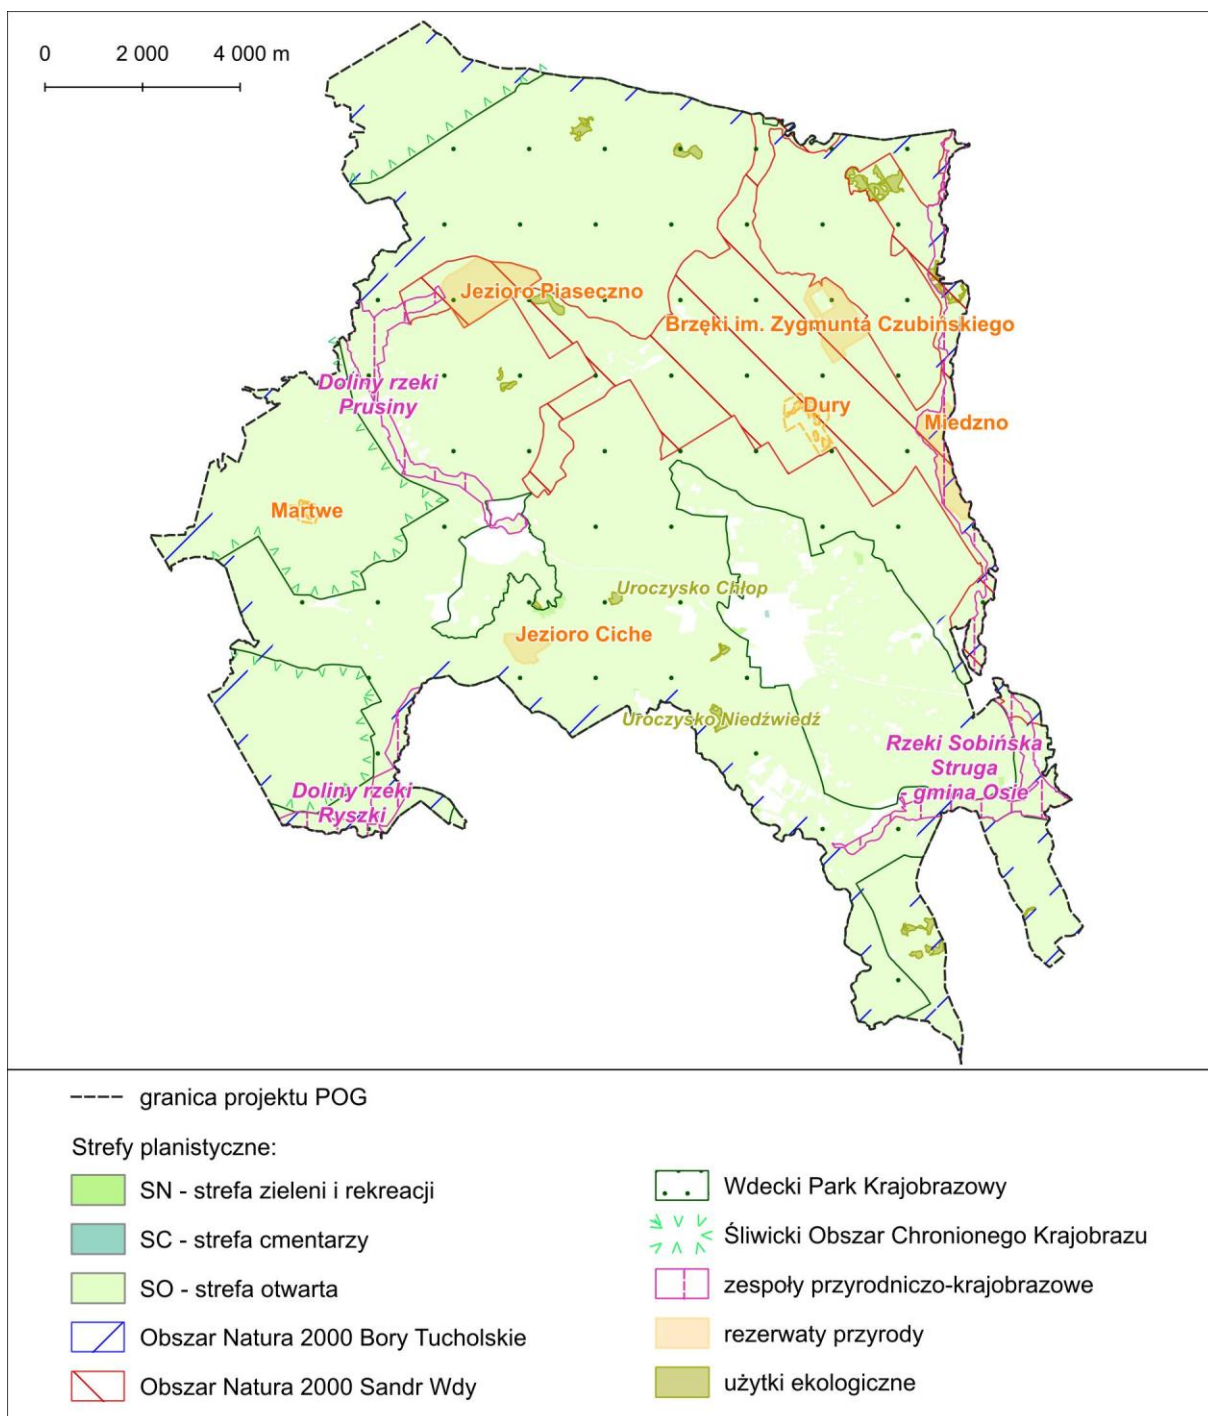 0 2 000 4 000 m
Jezioro Piaseczno
Brzęki im. Zygmunta Czubińskiego
Doliny rzeki
Prusiny
Dury
Miedzno
Martwe
Uroczysko Chłop
Jezioro Ciche
Uroczysko Niedźwiedź
Rzeki Sobińska
Struga
- gmina Osie
Doliny rzeki
Ryszki
granica projektu POG
Strefy planistyczne:
SN - strefa zieleni i rekreacji
SC - strefa cmentarzy
SO - strefa otwarta
Obszar Natura 2000 Bory Tucholskie
Obszar Natura 2000 Sandr Wdy
Wdecki Park Krajobrazowy
Śliwicki Obszar Chronionego Krajobrazu
zespoły przyrodniczo-krajobrazowe
rezerwaty przyrody
użytki ekologiczne